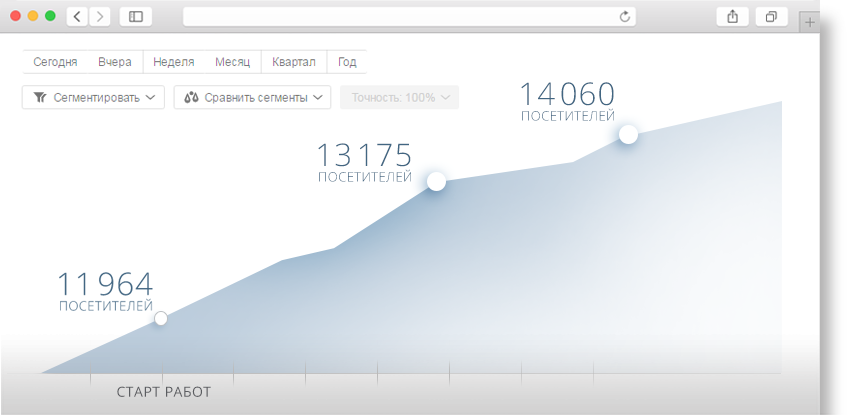 Сегодня Вчера Неделя Месяц Квартал Год
Сегментировать Сравнить сегменты Точность: 100%
14 060
ПОСЕТИТЕЛЕЙ
13 175
ПОСЕТИТЕЛЕЙ
11 964
ПОСЕТИТЕЛЕЙ
СТАРТ РАБОТ